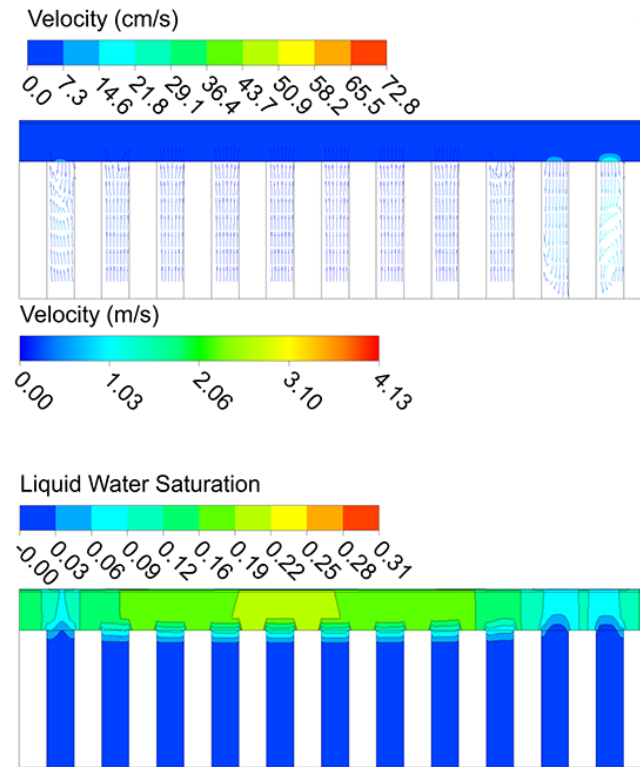 Velocity (cm/s)
0.0 7.3 14.6 21.8 29.1 36.4 43.7 50.9 58.2 65.5 72.8
Velocity (m/s)
0.00 1.03 2.06 3.10 4.13
Liquid Water Saturation
-0.00 0.03 0.06 0.09 0.12 0.16 0.19 0.22 0.25 0.28 0.31